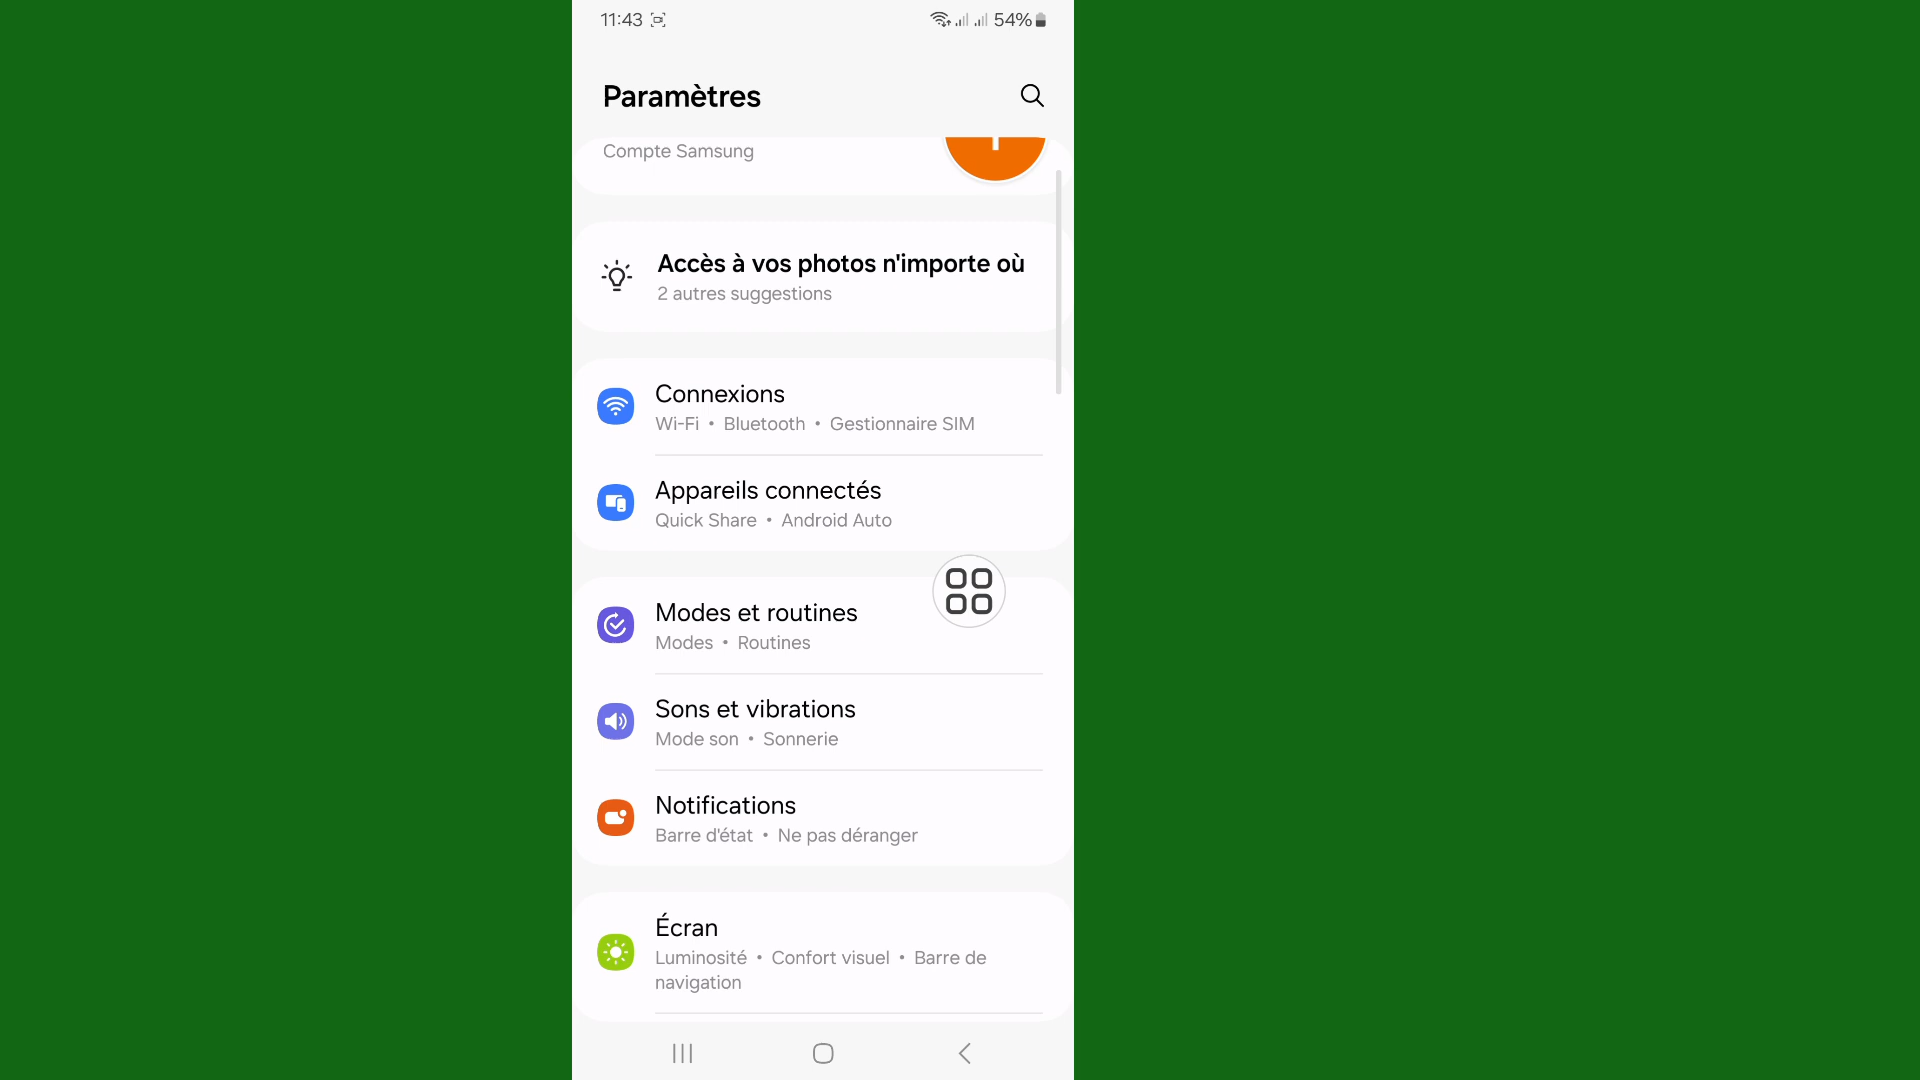 11:43
54%
Paramètres
Compte Samsung
Accès à vos photos n'importe où
2 autres suggestions
Connexions
Wi-Fi • Bluetooth • Gestionnaire SIM
Appareils connectés
Quick Share • Android Auto
Modes et routines
Modes • Routines
Sons et vibrations
Mode son • Sonnerie
Notifications
Barre d'état • Ne pas déranger
Écran
Luminosité • Confort visuel • Barre de
navigation